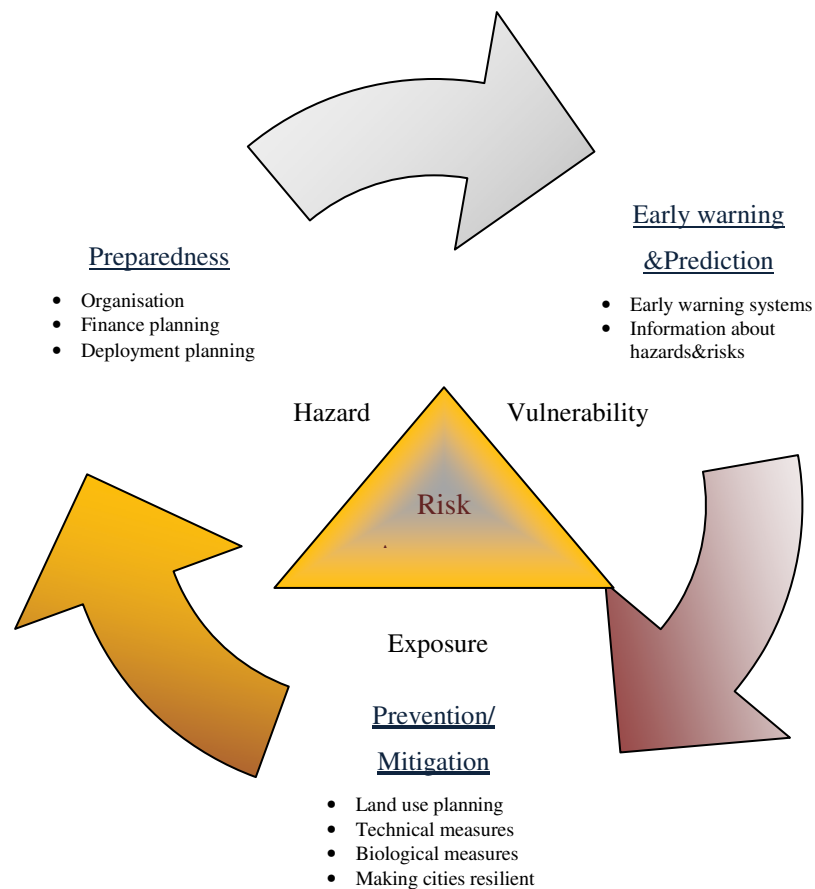 Early warning
&Prediction
• Early warning systems
• Information about
hazards&risks
Preparedness
• Organisation
• Finance planning
• Deployment planning
Hazard
Vulnerability
Risk
Exposure
Prevention/
Mitigation
• Land use planning
• Technical measures
• Biological measures
• Making cities resilient